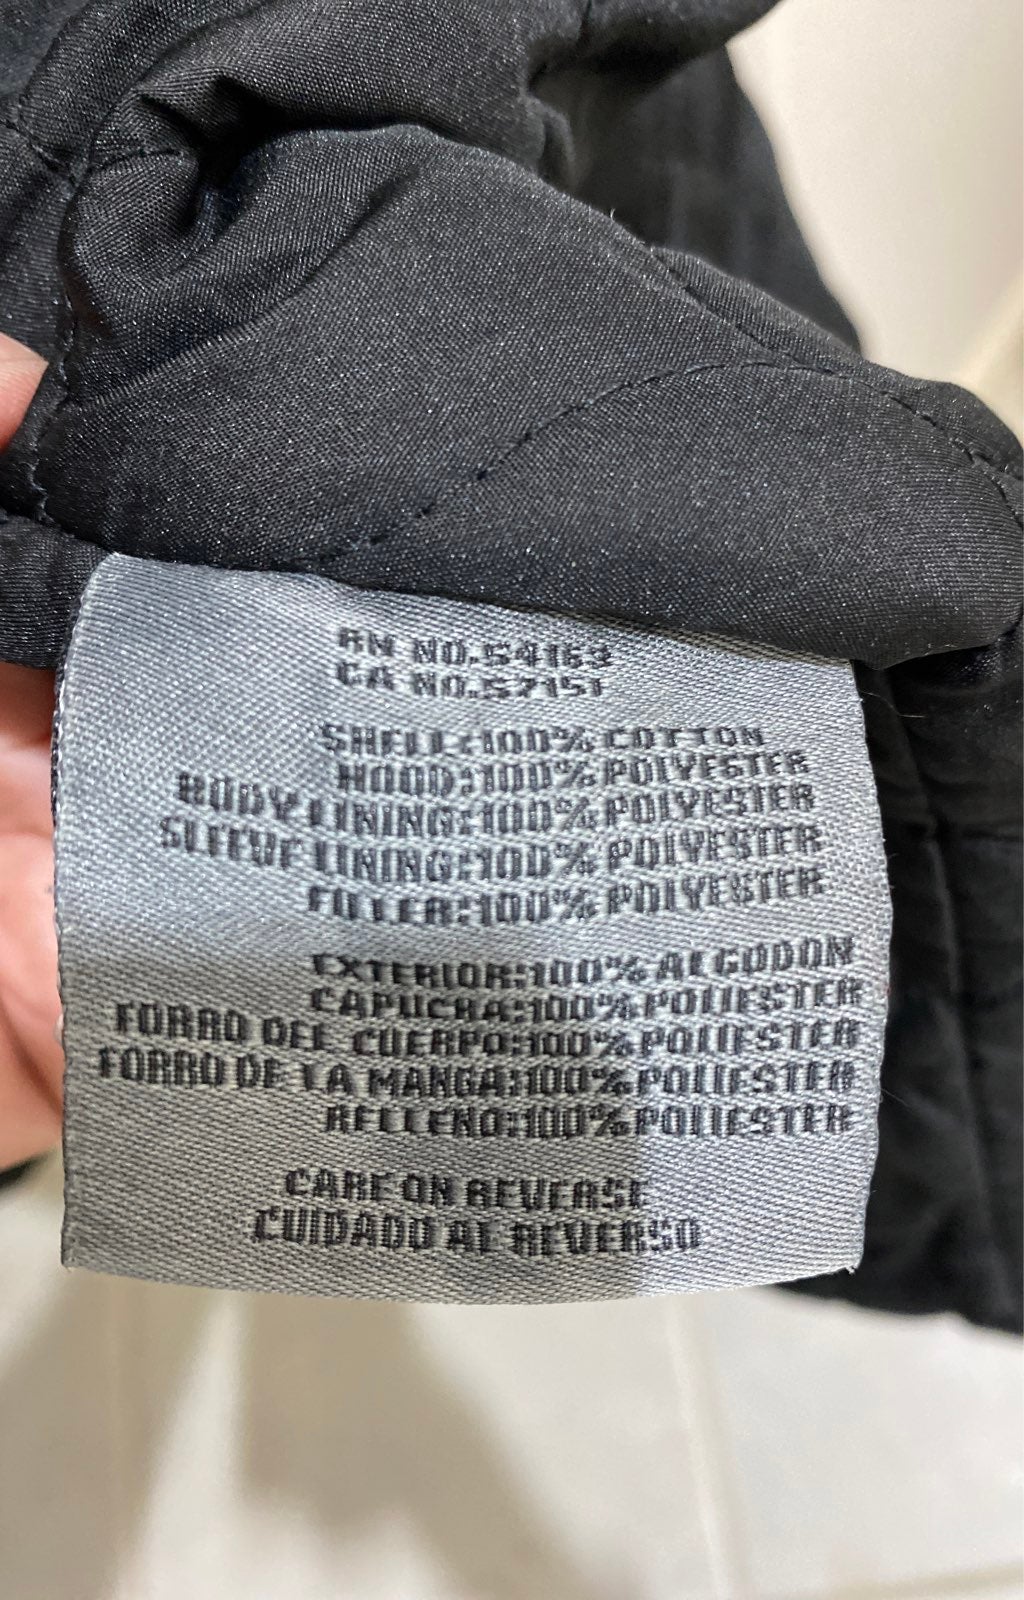 RN NO.54163
CA NO.57151
SHELL:100% COTTON
HOOD:100% POLYESTER
BODY LINING:100% POLYESTER
SLEEVE LINING:100% POLYESTER
FILLER:100% POLYESTER
EXTERIOR:100% ALGODON
CAPUCHA:100% POLIESTER
FORRO DEL CUERPO:100% POLIESTER
FORRO DE LA MANGA:100% POLIESTER
RELLENO:100% POLIESTER
CARE ON REVERSE
CUIDADO AL REVERSO